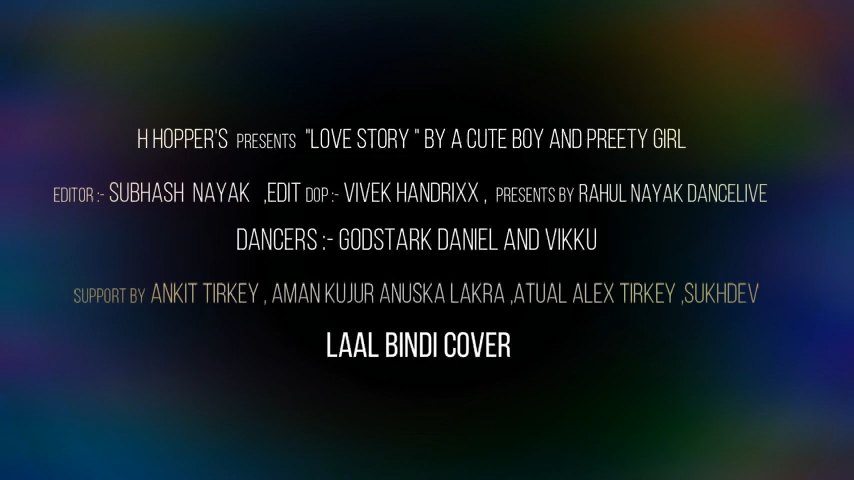 H HOPPER'S PRESENTS "LOVE STORY " BY A CUTE BOY AND PREETY GIRL
EDITOR :- SUBHASH NAYAK ,EDIT DOP :- VIVEK HANDRIXX , PRESENTS BY RAHUL NAYAK DANCELIVE
DANCERS :- GODSTARK DANIEL AND VIKKU
SUPPORT BY ANKIT TIRKEY , AMAN KUJUR ANUSKA LAKRA ,ATUAL ALEX TIRKEY ,SUKHDEV
LAAL BINDI COVER